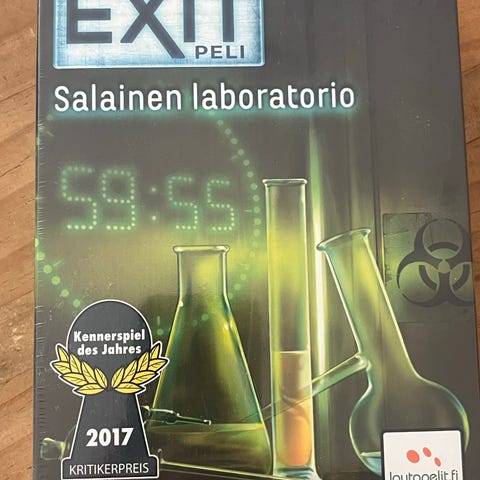 EXIT
PELI
Salainen laboratorio
59:55
Kennerspiel
des Jahres
2017
KRITIKERPREIS
lautapelit.fi